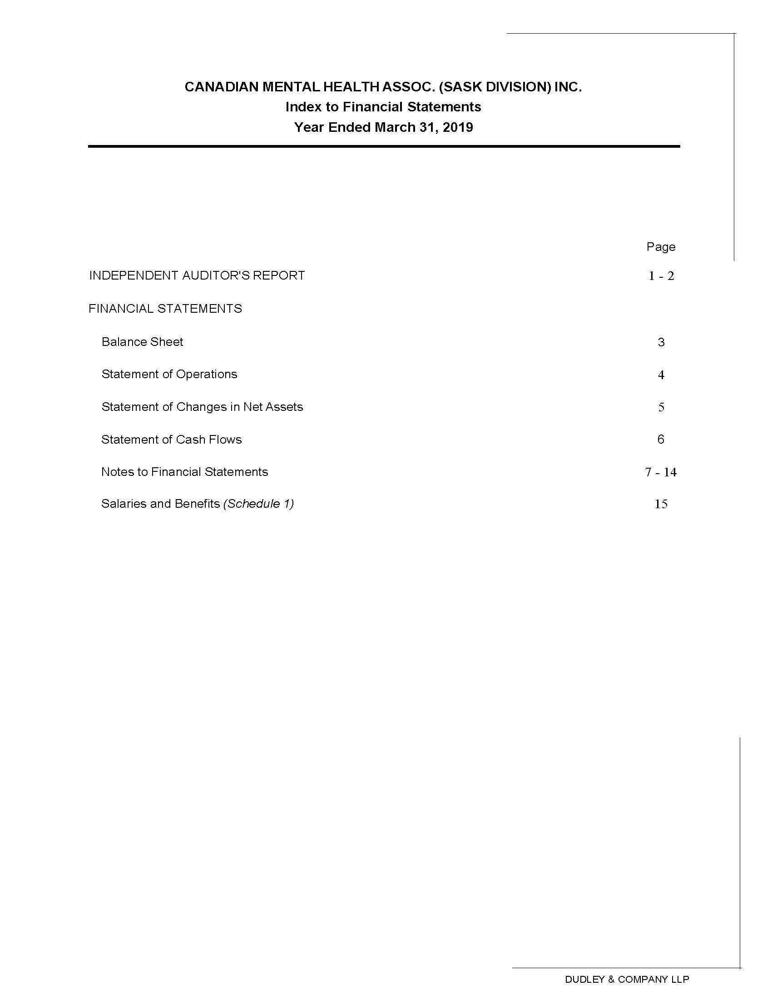 CANADIAN MENTAL HEALTH ASSOC. (SASK DIVISION) INC.
Index to Financial Statements
Year Ended March 31, 2019
Page
INDEPENDENT AUDITOR'S REPORT 1 - 2
FINANCIAL STATEMENTS
Balance Sheet 3
Statement of Operations 4
Statement of Changes in Net Assets 5
Statement of Cash Flows 6
Notes to Financial Statements 7 - 14
Salaries and Benefits (Schedule 1) 15
DUDLEY & COMPANY LLP